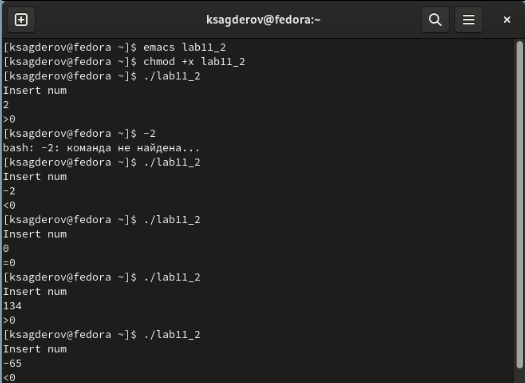 ksagderov@fedora:~
[ksagderov@fedora ~]$ emacs lab11_2
[ksagderov@fedora ~]$ chmod +x lab11_2
[ksagderov@fedora ~]$ ./lab11_2
Insert num
2
>0
[ksagderov@fedora ~]$ -2
bash: -2: команда не найдена...
[ksagderov@fedora ~]$ ./lab11_2
Insert num
-2
<0
[ksagderov@fedora ~]$ ./lab11_2
Insert num
0
=0
[ksagderov@fedora ~]$ ./lab11_2
Insert num
134
>0
[ksagderov@fedora ~]$ ./lab11_2
Insert num
-65
<0